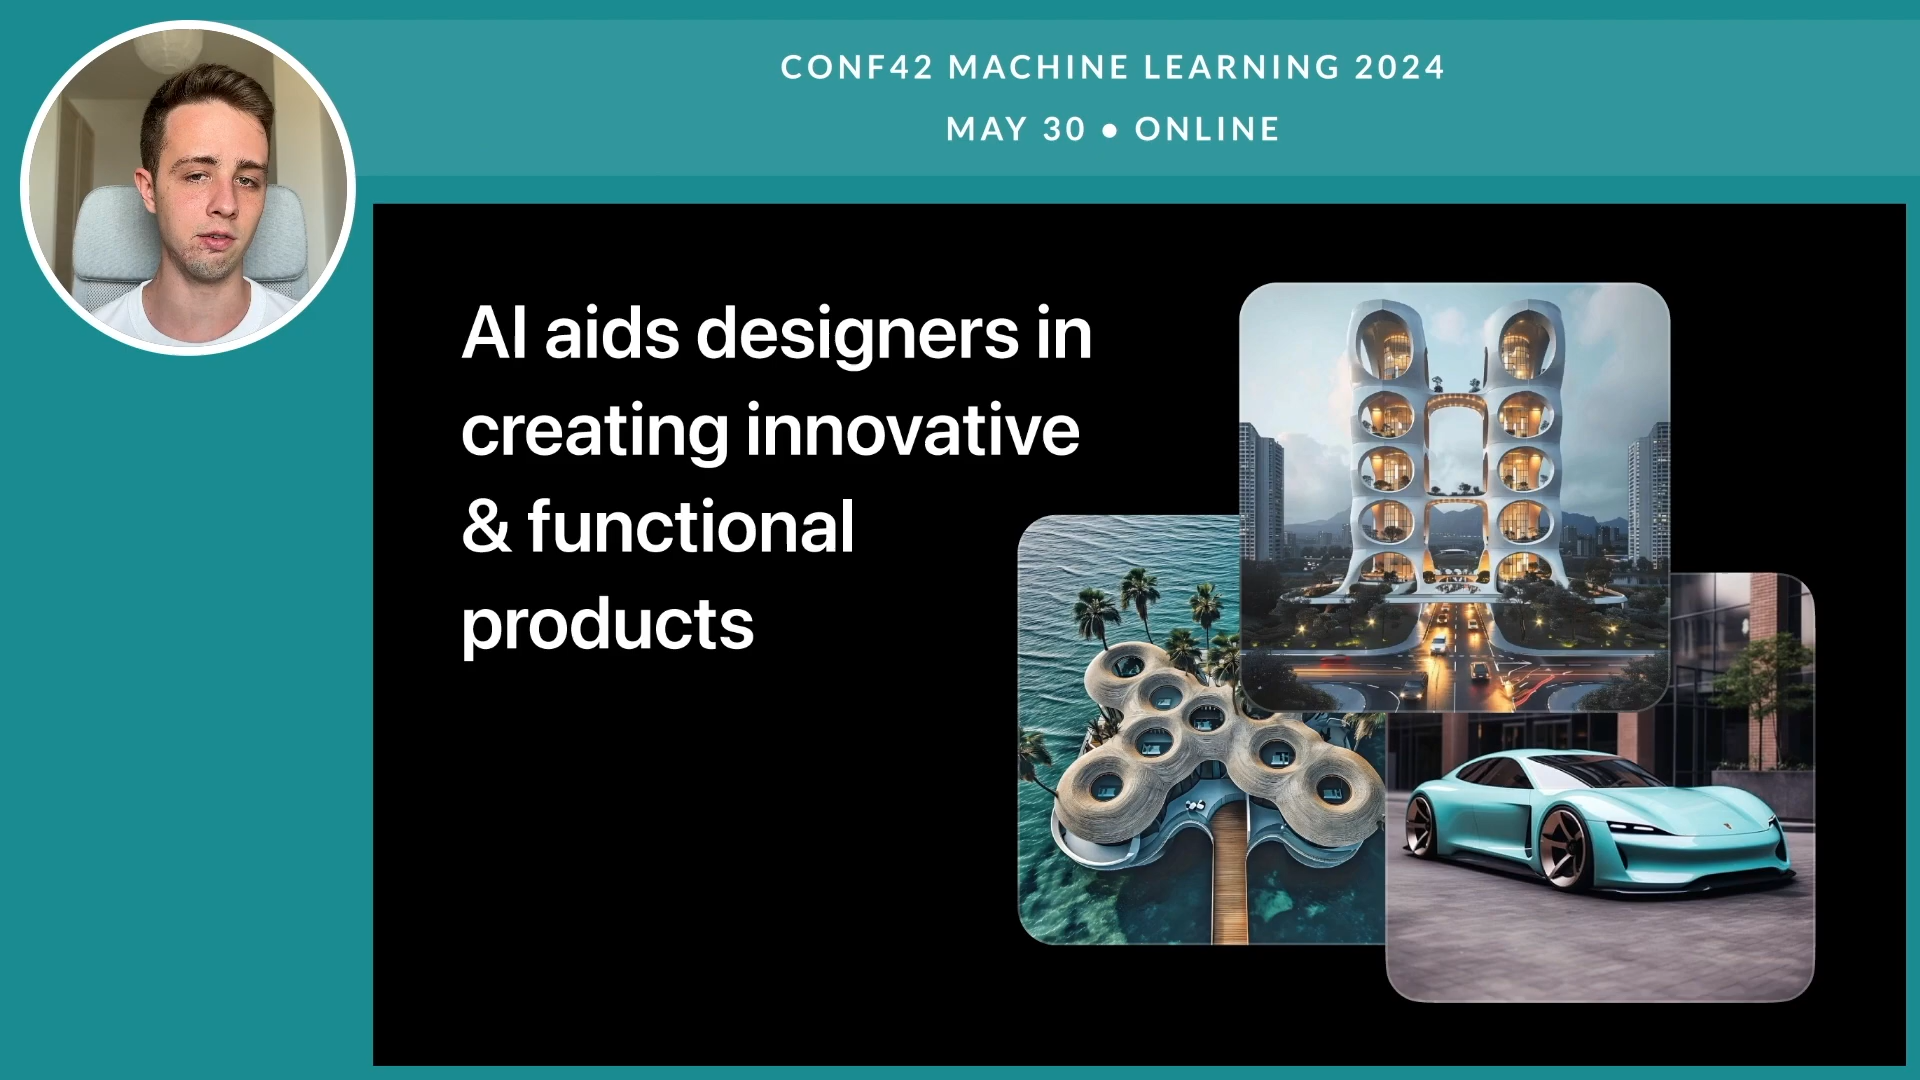 CONF42 MACHINE LEARNING 2024
MAY 30 • ONLINE
AI aids designers in
creating innovative
& functional
products